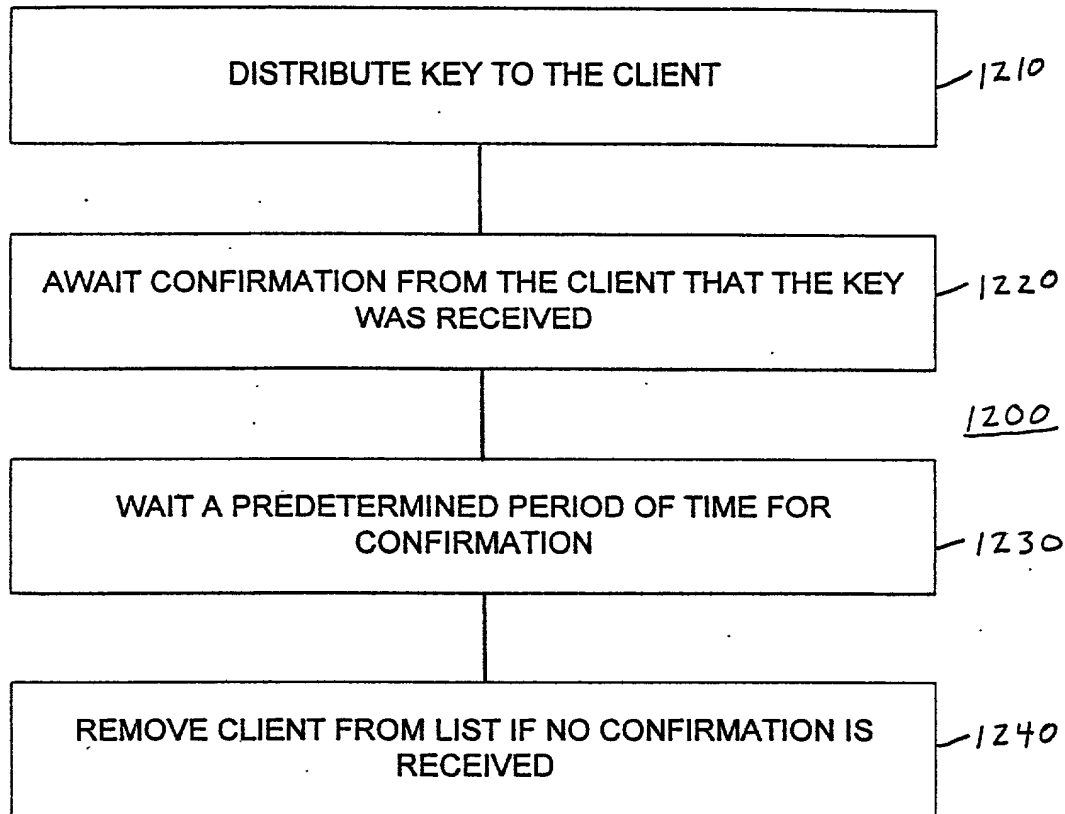 DISTRIBUTE KEY TO THE CLIENT
1210
AWAIT CONFIRMATION FROM THE CLIENT THAT THE KEY
WAS RECEIVED
1220
1200
WAIT A PREDETERMINED PERIOD OF TIME FOR
CONFIRMATION
1230
REMOVE CLIENT FROM LIST IF NO CONFIRMATION IS
RECEIVED
1240